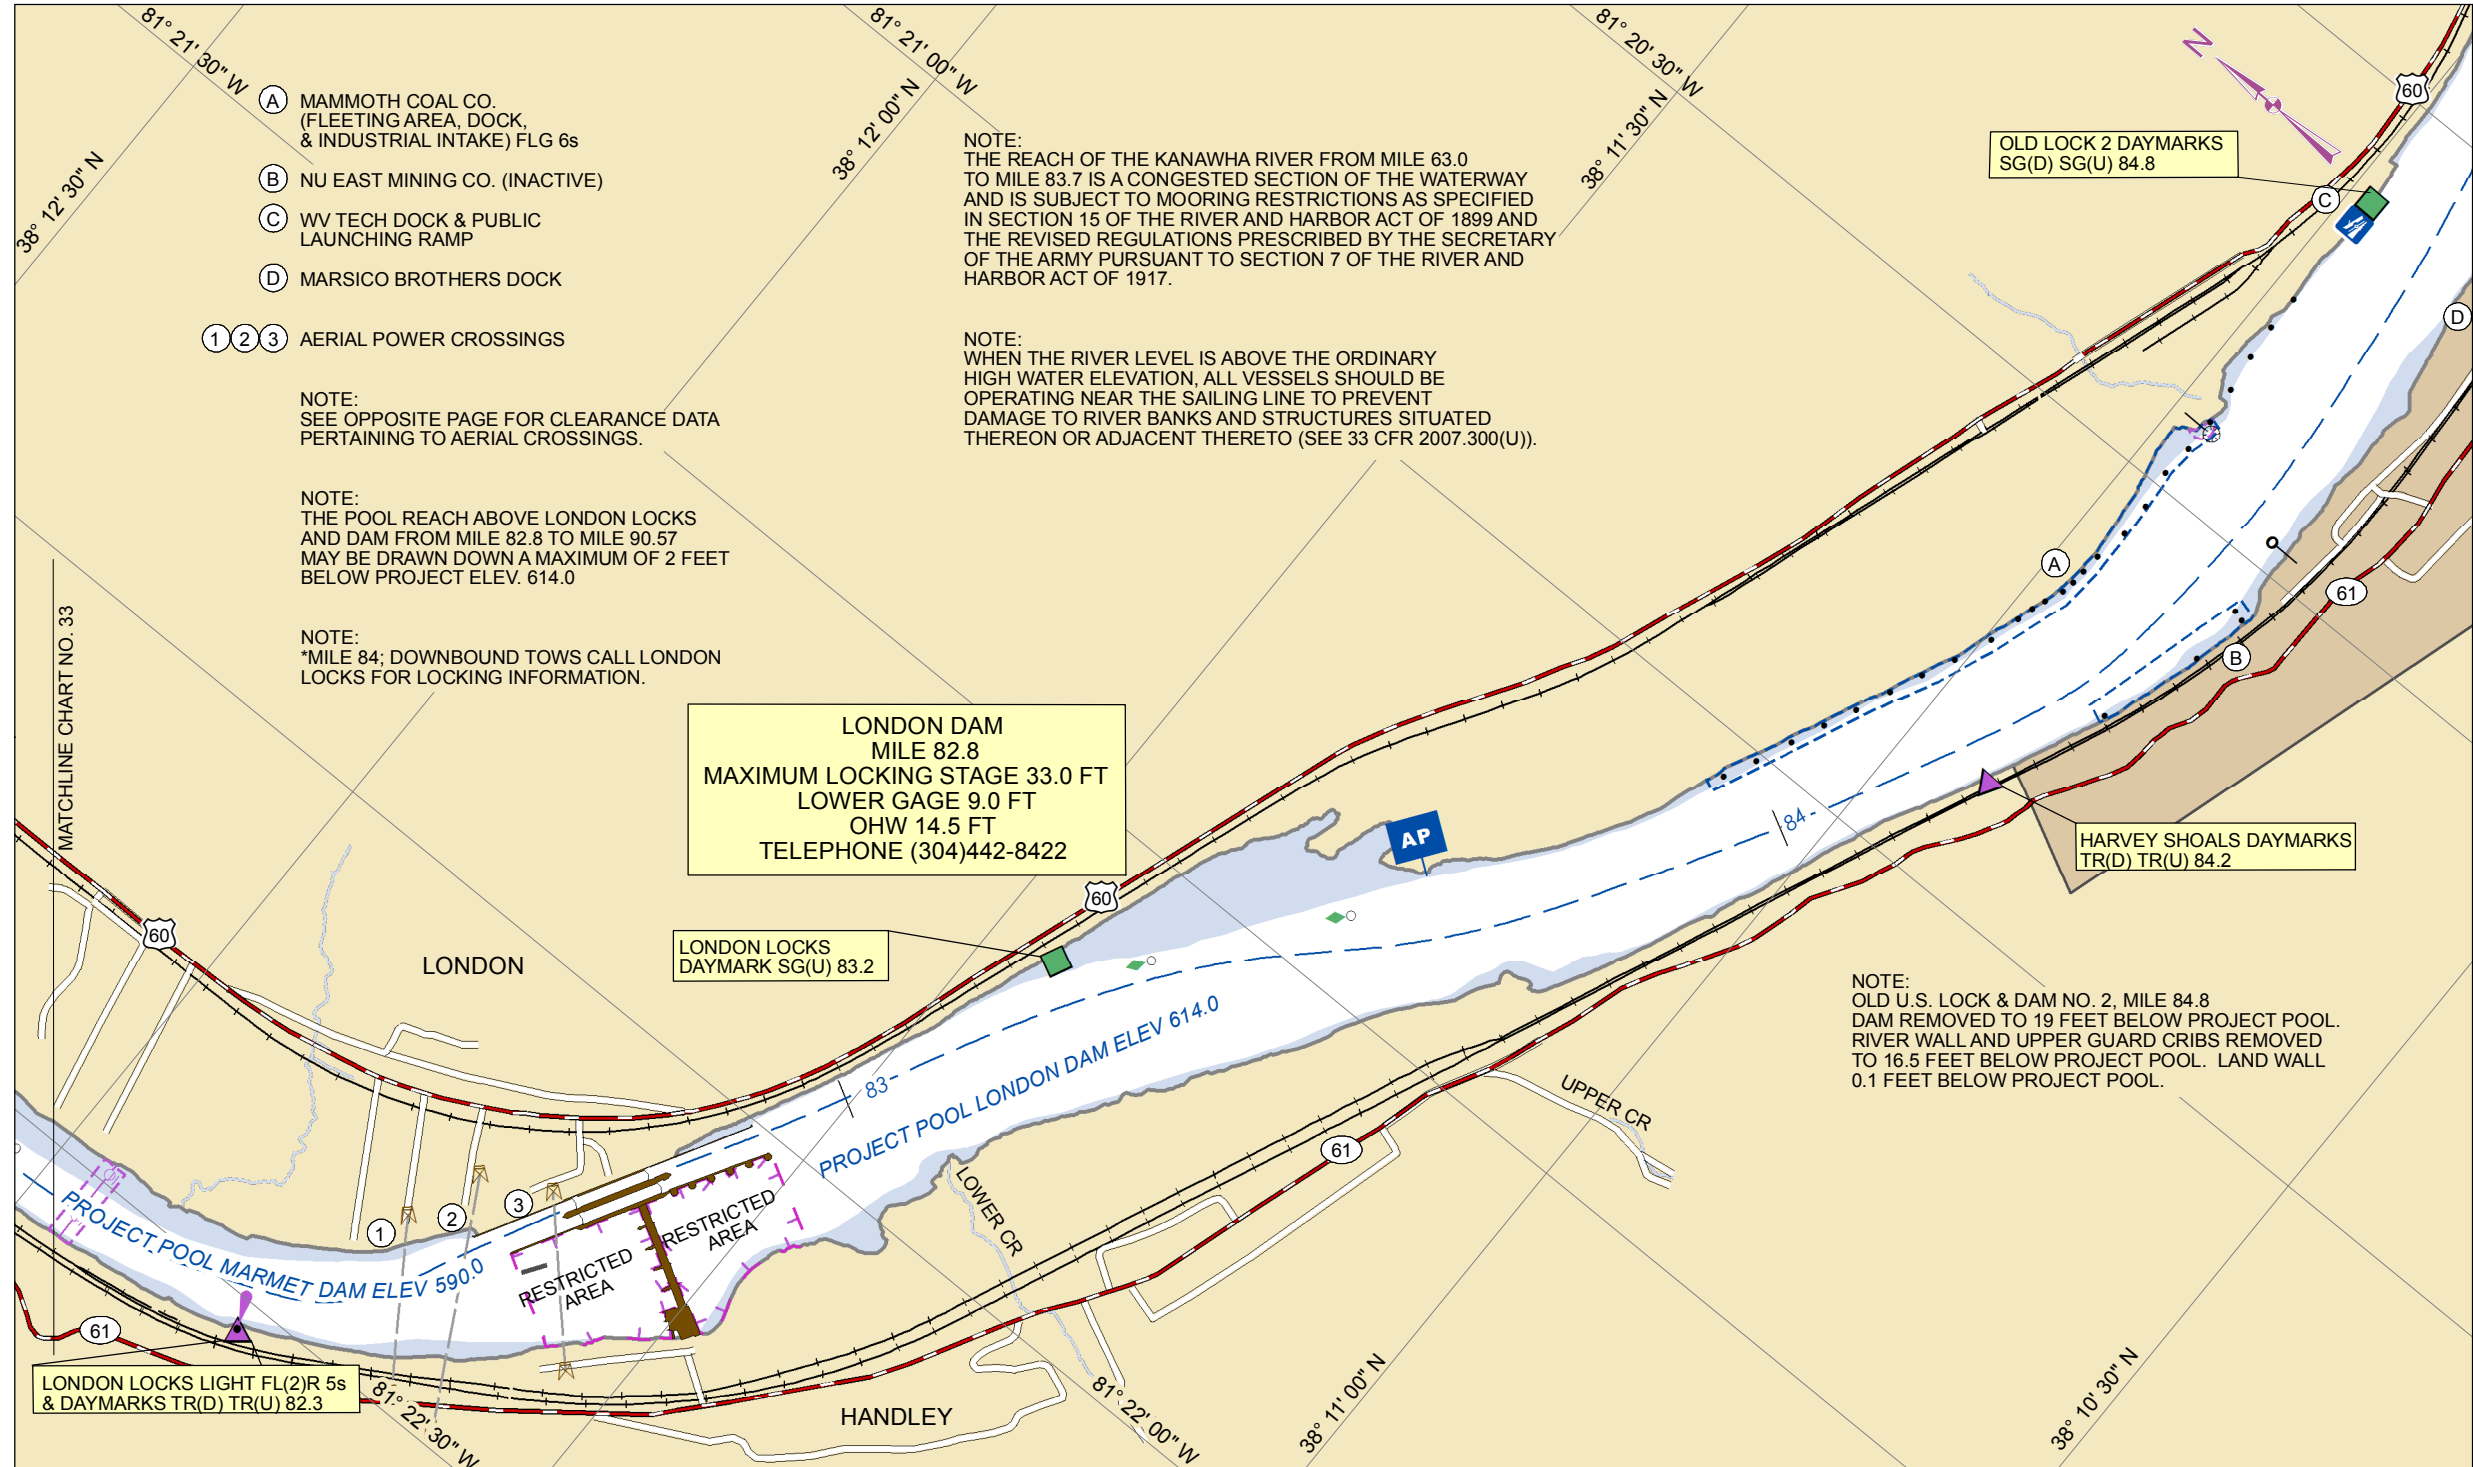 81° 21' 30" W
81° 21' 00" W
81° 20' 30" W
38° 12' 30" N
38° 12' 00" N
38° 11' 30" N
N
60
A MAMMOTH COAL CO.
(FLEETING AREA, DOCK,
& INDUSTRIAL INTAKE) FLG 6s
B NU EAST MINING CO. (INACTIVE)
C WV TECH DOCK & PUBLIC
LAUNCHING RAMP
D MARSICO BROTHERS DOCK
1 2 3 AERIAL POWER CROSSINGS
NOTE:
SEE OPPOSITE PAGE FOR CLEARANCE DATA
PERTAINING TO AERIAL CROSSINGS.
NOTE:
THE POOL REACH ABOVE LONDON LOCKS
AND DAM FROM MILE 82.8 TO MILE 90.57
MAY BE DRAWN DOWN A MAXIMUM OF 2 FEET
BELOW PROJECT ELEV. 614.0
NOTE:
*MILE 84; DOWNBOUND TOWS CALL LONDON
LOCKS FOR LOCKING INFORMATION.
NOTE:
THE REACH OF THE KANAWHA RIVER FROM MILE 63.0
TO MILE 83.7 IS A CONGESTED SECTION OF THE WATERWAY
AND IS SUBJECT TO MOORING RESTRICTIONS AS SPECIFIED
IN SECTION 15 OF THE RIVER AND HARBOR ACT OF 1899 AND
THE REVISED REGULATIONS PRESCRIBED BY THE SECRETARY
OF THE ARMY PURSUANT TO SECTION 7 OF THE RIVER AND
HARBOR ACT OF 1917.
NOTE:
WHEN THE RIVER LEVEL IS ABOVE THE ORDINARY
HIGH WATER ELEVATION, ALL VESSELS SHOULD BE
OPERATING NEAR THE SAILING LINE TO PREVENT
DAMAGE TO RIVER BANKS AND STRUCTURES SITUATED
THEREON OR ADJACENT THERETO (SEE 33 CFR 2007.300(U)).
OLD LOCK 2 DAYMARKS
SG(D) SG(U) 84.8
C
D
A
61
B
MATCHLINE CHART NO. 33
LONDON DAM
MILE 82.8
MAXIMUM LOCKING STAGE 33.0 FT
LOWER GAGE 9.0 FT
OHW 14.5 FT
TELEPHONE (304)442-8422
AP
84
HARVEY SHOALS DAYMARKS
TR(D) TR(U) 84.2
60
60
LONDON
LONDON LOCKS
DAYMARK SG(U) 83.2
NOTE:
OLD U.S. LOCK & DAM NO. 2, MILE 84.8
DAM REMOVED TO 19 FEET BELOW PROJECT POOL.
RIVER WALL AND UPPER GUARD CRIBS REMOVED
TO 16.5 FEET BELOW PROJECT POOL. LAND WALL
0.1 FEET BELOW PROJECT POOL.
83
PROJECT POOL LONDON DAM ELEV 614.0
UPPER CR
61
LOWER CR
1
2
3
RESTRICTED
AREA
RESTRICTED
AREA
PROJECT POOL MARMET DAM ELEV 590.0
61
LONDON LOCKS LIGHT FL(2)R 5s
& DAYMARKS TR(D) TR(U) 82.3
81° 22' 30" W
HANDLEY
81° 22' 00" W
38° 11' 00" N
38° 10' 30" N